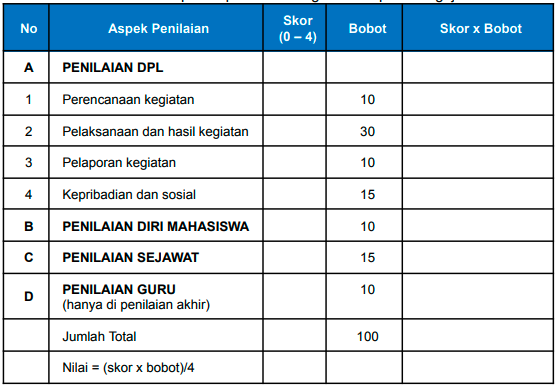 No Aspek Penilaian Skor (0 – 4) Bobot Skor x Bobot
A PENILAIAN DPL
1 Perencanaan kegiatan 10
2 Pelaksanaan dan hasil kegiatan 30
3 Pelaporan kegiatan 10
4 Kepribadian dan sosial 15
B PENILAIAN DIRI MAHASISWA 10
C PENILAIAN SEJAWAT 15
D PENILAIAN GURU 10
(hanya di penilaian akhir)
Jumlah Total 100
Nilai = (skor x bobot)/4